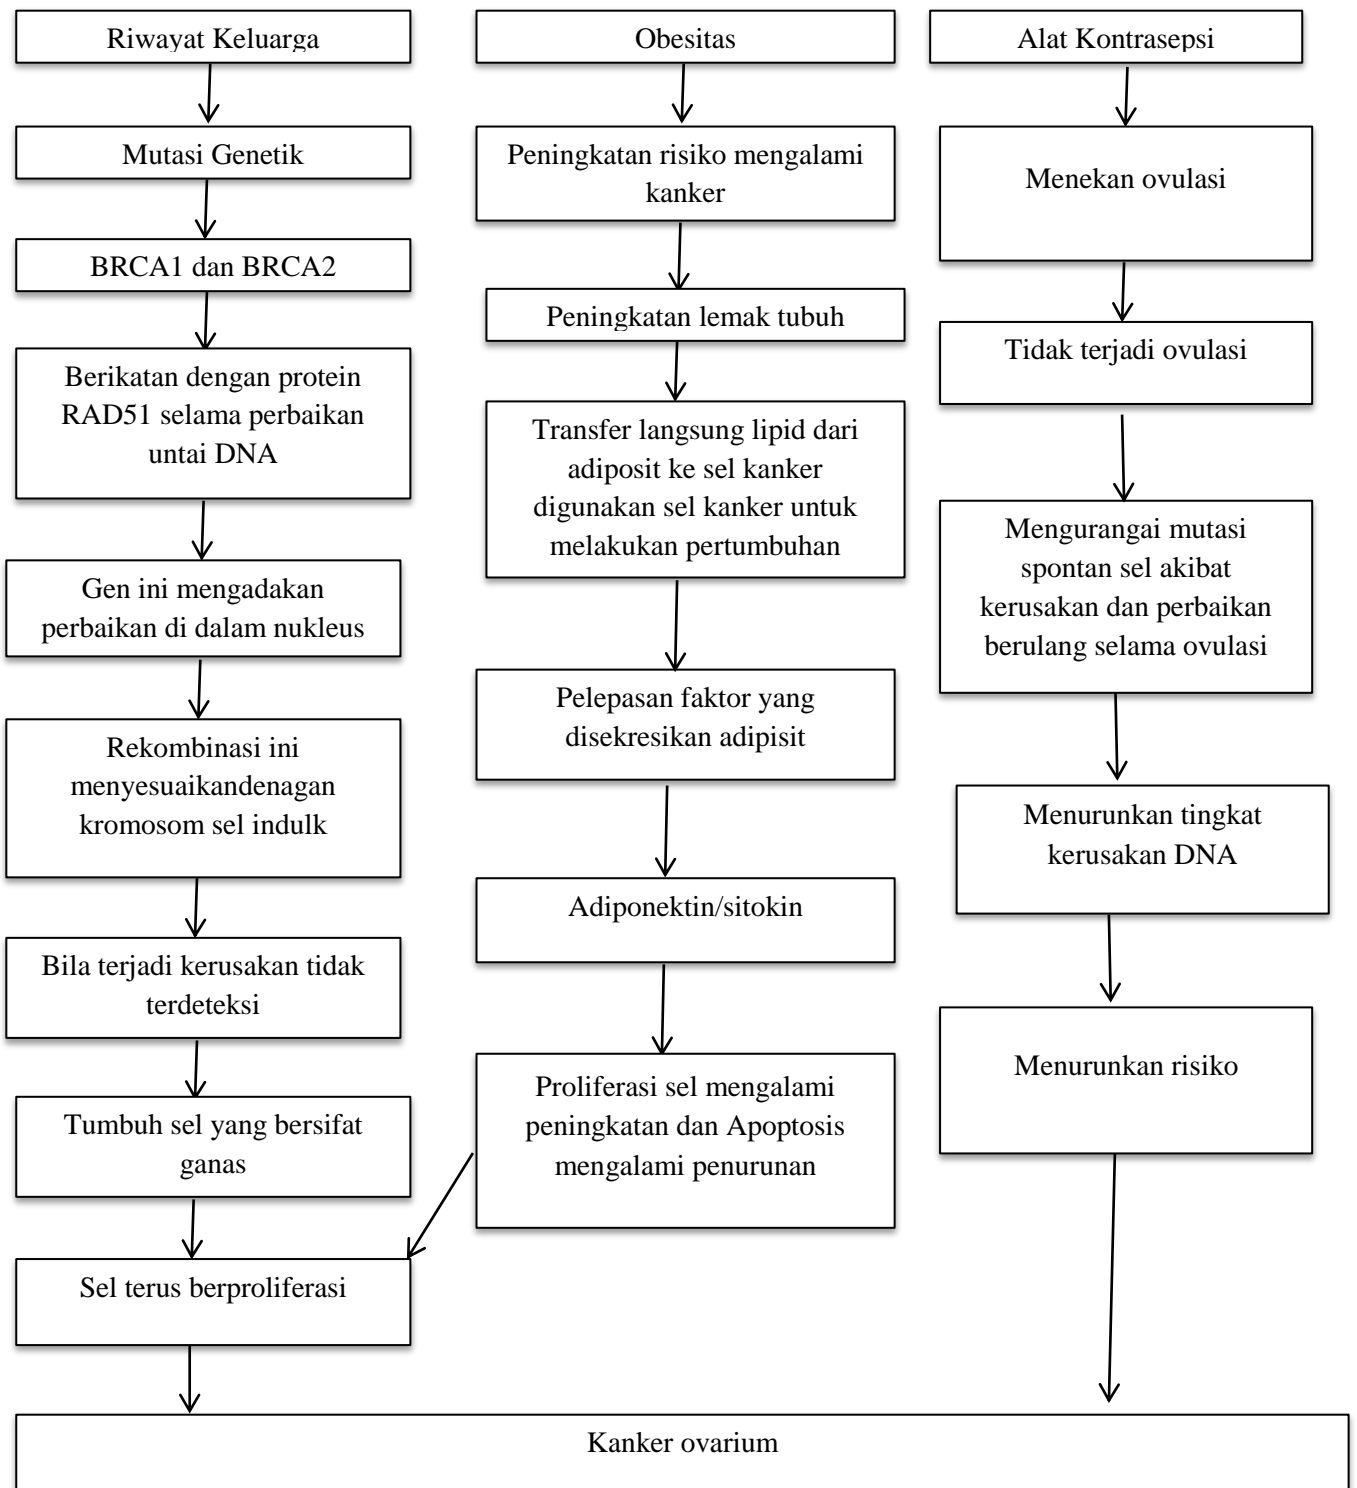 Riwayat Keluarga
Mutasi Genetik
BRCA1 dan BRCA2
Berikatan dengan protein
RAD51 selama perbaikan
untai DNA
Gen ini mengadakan
perbaikan di dalam nukleus
Rekombinasi ini
menyesuaikandenagan
kromosom sel indulk
Bila terjadi kerusakan tidak
terdeteksi
Tumbuh sel yang bersifat
ganas
Sel terus berproliferasi
Obesitas
Peningkatan risiko mengalami
kanker
Peningkatan lemak tubuh
Transfer langsung lipid dari
adiposit ke sel kanker
digunakan sel kanker untuk
melakukan pertumbuhan
Pelepasan faktor yang
disekresikan adipisit
Adiponektin/sitokin
Proliferasi sel mengalami
peningkatan dan Apoptosis
mengalami penurunan
Alat Kontrasepsi
Menekan ovulasi
Tidak terjadi ovulasi
Mengurangai mutasi
spontan sel akibat
kerusakan dan perbaikan
berulang selama ovulasi
Menurunkan tingkat
kerusakan DNA
Menurunkan risiko
Kanker ovarium